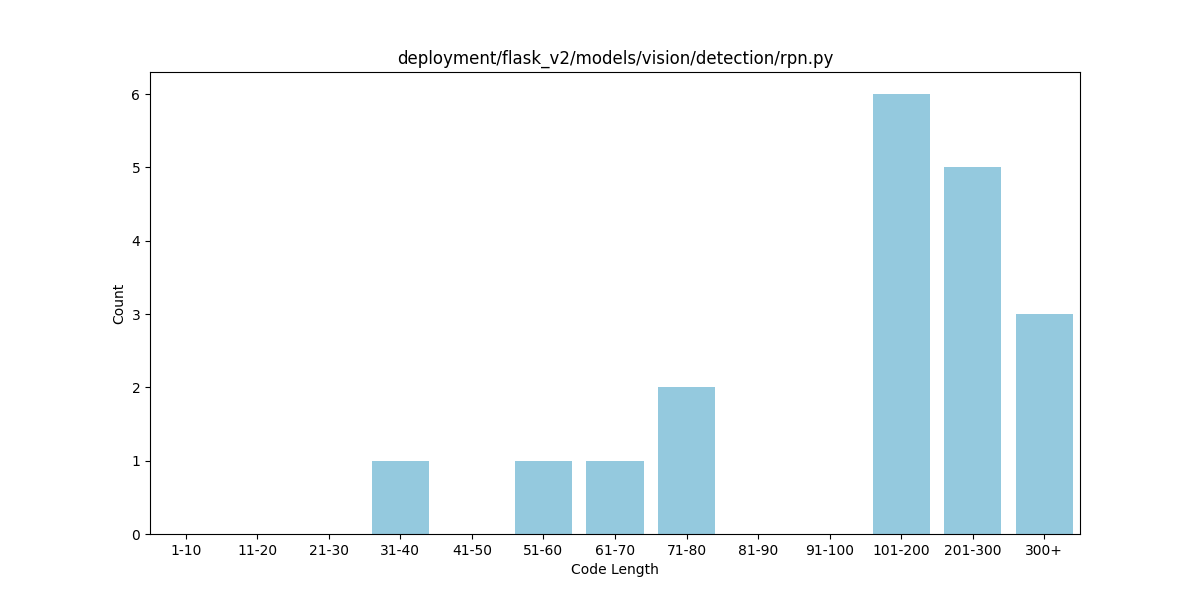 deployment/flask_v2/models/vision/detection/rpn.py
6
5
4
3
2
1
0
Count
1-10 11-20 21-30 31-40 41-50 51-60 61-70 71-80 81-90 91-100 101-200 201-300 300+
Code Length